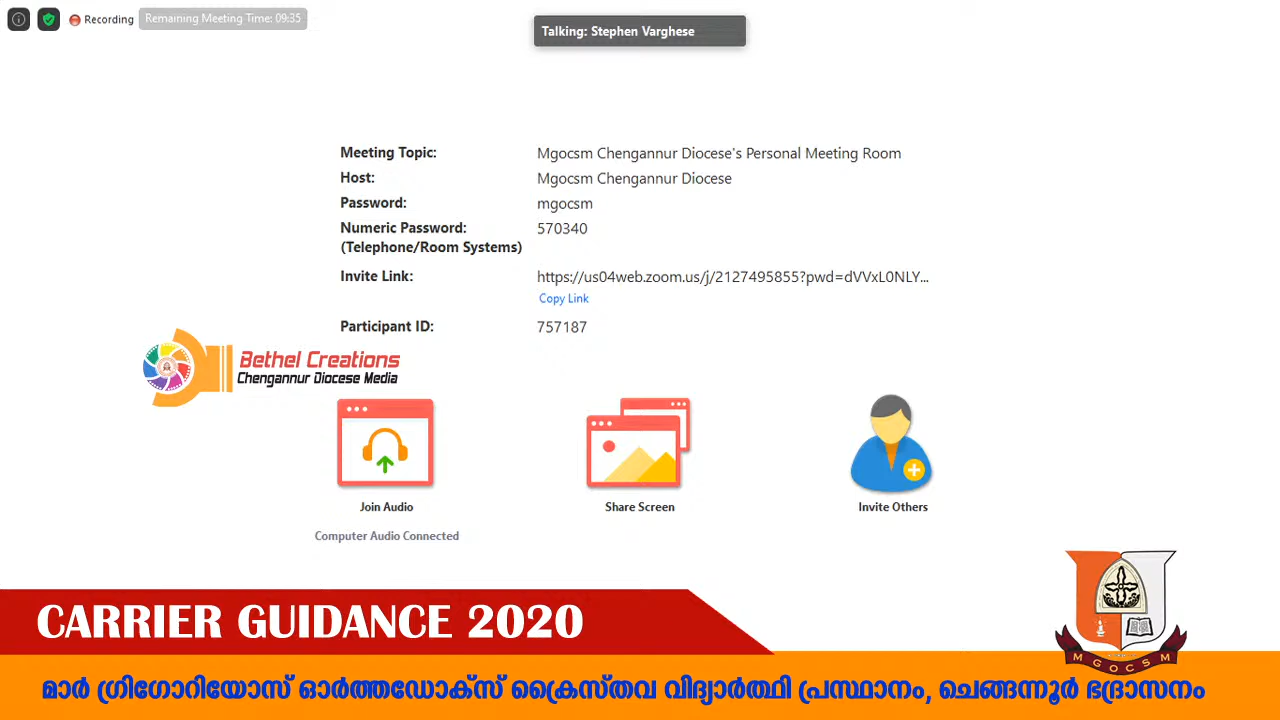 Recording
Remaining Meeting Time: 09:35
Talking: Stephen Varghese
Meeting Topic: Mgocsm Chengannur Diocese's Personal Meeting Room
Host: Mgocsm Chengannur Diocese
Password: mgocsm
Numeric Password: 570340
(Telephone/Room Systems)
Invite Link: https://us04web.zoom.us/j/2127495855?pwd=dVVxL0NLY...
Copy Link
Participant ID: 757187
Bethel Creations
Chengannur Diocese Media
Join Audio
Share Screen
Invite Others
Computer Audio Connected
CARRIER GUIDANCE 2020
MGOCSM
മാർ ഗ്രിഗോറിയോസ് ഓർത്തഡോക്സ് ക്രൈസ്തവ വിദ്യാർത്ഥി പ്രസ്ഥാനം, ചെങ്ങന്നൂർ ഭദ്രാസനം